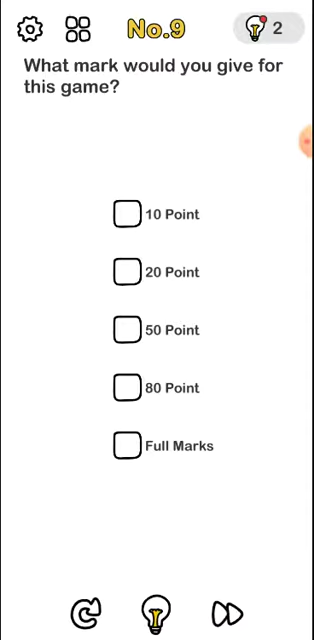 No.9
2
What mark would you give for
this game?
10 Point
20 Point
50 Point
80 Point
Full Marks